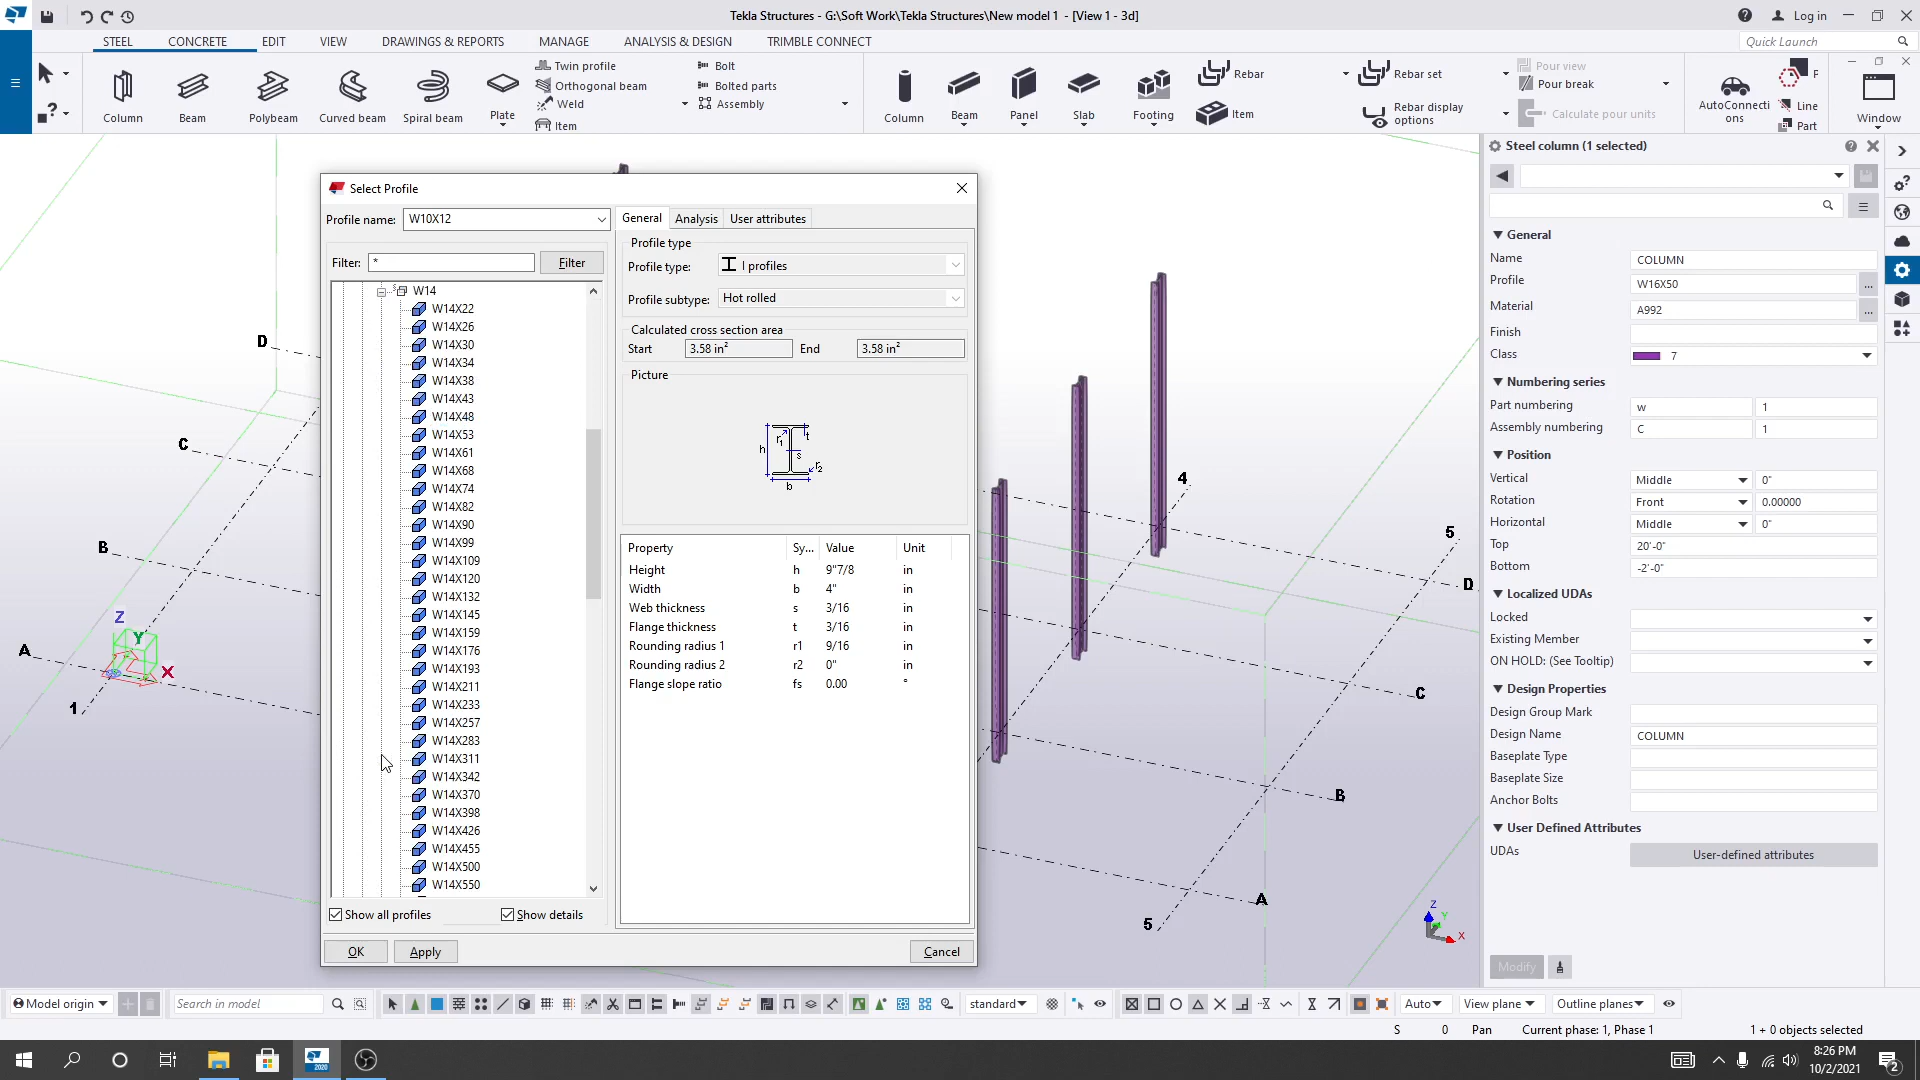 Tekla Structures - G:\Soft Work\Tekla Structures\New model 1 - [View 1 - 3d]
Log in
STEEL CONCRETE EDIT VIEW DRAWINGS & REPORTS MANAGE ANALYSIS & DESIGN TRIMBLE CONNECT
Quick Launch
Column Beam Polybeam Curved beam Spiral beam Plate
Twin profile
Orthogonal beam
Weld
Item
Bolt
Bolted parts
Assembly
Column Beam Panel Slab Footing
Rebar
Item
Rebar set
Rebar display
options
Pour view
Pour break
Calculate pour units
AutoConnecti
ons
P
Line
Part
Window
Select Profile
Profile name: W10X12
Filter: * Filter
W14
W14X22
W14X26
W14X30
W14X34
W14X38
W14X43
W14X48
W14X53
W14X61
W14X68
W14X74
W14X82
W14X90
W14X99
W14X109
W14X120
W14X132
W14X145
W14X159
W14X176
W14X193
W14X211
W14X233
W14X257
W14X283
W14X311
W14X342
W14X370
W14X398
W14X426
W14X455
W14X500
W14X550
Show all profiles Show details
OK Apply Cancel
General Analysis User attributes
Profile type
Profile type: I profiles
Profile subtype: Hot rolled
Calculated cross section area
Start 3.58 in² End 3.58 in²
Picture
h r1 t s r2 b
Property Sy... Value Unit
Height h 9"7/8 in
Width b 4" in
Web thickness s 3/16 in
Flange thickness t 3/16 in
Rounding radius 1 r1 9/16 in
Rounding radius 2 r2 0" in
Flange slope ratio fs 0.00 °
D
C
B
A
1
Z
Y
X
4
5
D
C
B
A
5
Z
Y
X
Steel column (1 selected)
General
Name COLUMN
Profile W16X50 ...
Material A992 ...
Finish
Class 7
Numbering series
Part numbering w 1
Assembly numbering C 1
Position
Vertical Middle 0"
Rotation Front 0.00000
Horizontal Middle 0"
Top 20'-0"
Bottom -2'-0"
Localized UDAs
Locked
Existing Member
ON HOLD: (See Tooltip)
Design Properties
Design Group Mark
Design Name COLUMN
Baseplate Type
Baseplate Size
Anchor Bolts
User Defined Attributes
UDAs User-defined attributes
Modify
Model origin Search in model standard Auto View plane Outline planes
S 0 Pan Current phase: 1, Phase 1 1 + 0 objects selected
2020
8:26 PM
10/2/2021
2